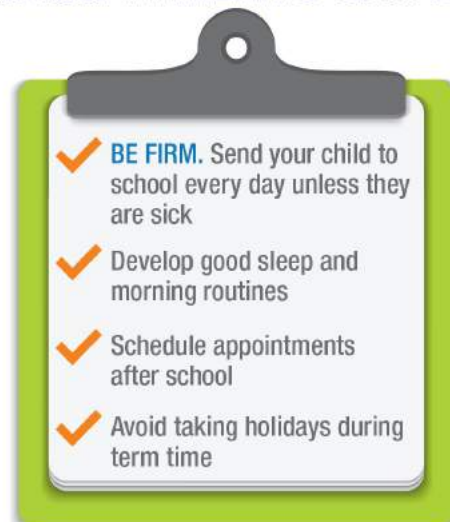 BE FIRM. Send your child to
school every day unless they
are sick
Develop good sleep and
morning routines
Schedule appointments
after school
Avoid taking holidays during
term time